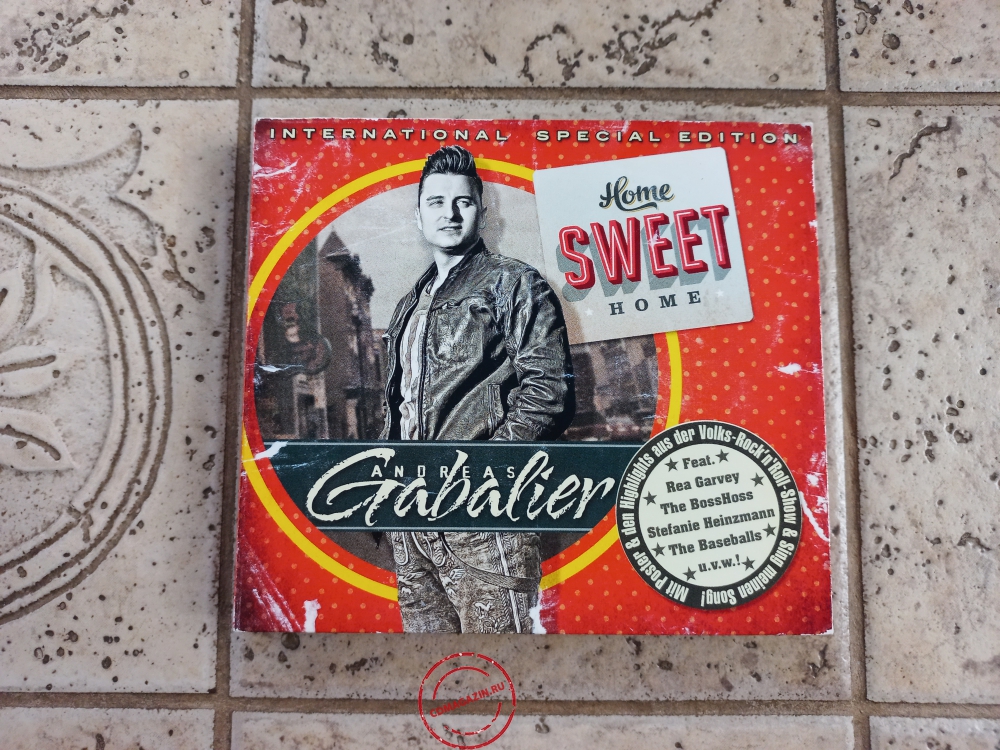 INTERNATIONAL SPECIAL EDITION
Home
SWEET
HOME
ANDREAS
Gabalier
Mit Poster & den Highlights aus der Volks-Rock'n'Roll-Show & Sing meinen Song!
Feat.
Rea Garvey
The BossHoss
Stefanie Heinzmann
The Baseballs
u.v.w.!